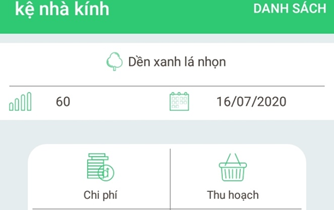 kệ nhà kính DANH SÁCH
Dền xanh lá nhọn
60 16/07/2020
Chi phí Thu hoạch